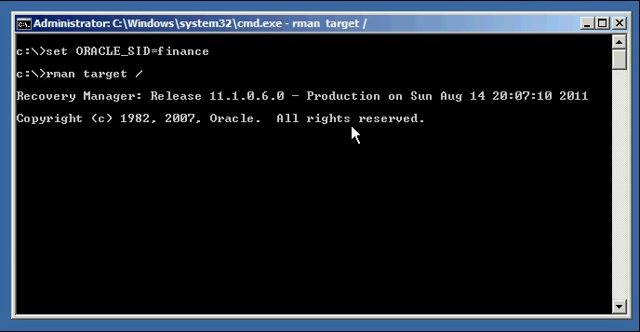 Administrator: C:\Windows\system32\cmd.exe - rman target /
c:\>set ORACLE_SID=finance
c:\>rman target /
Recovery Manager: Release 11.1.0.6.0 - Production on Sun Aug 14 20:07:10 2011
Copyright (c) 1982, 2007, Oracle.  All rights reserved.